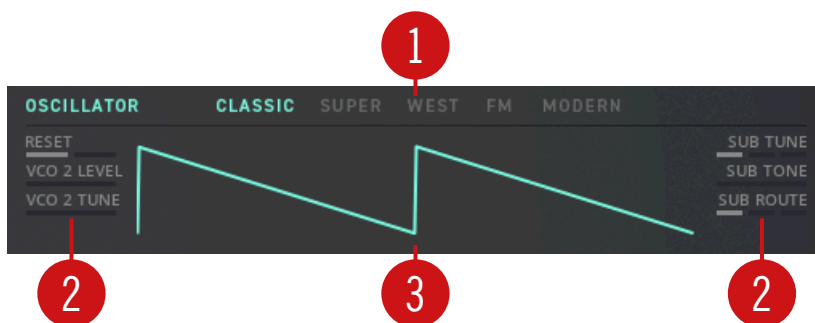 1
OSCILLATOR CLASSIC SUPER WEST FM MODERN
RESET SUB TUNE
VCO 2 LEVEL SUB TONE
VCO 2 TUNE SUB ROUTE
2 3 2